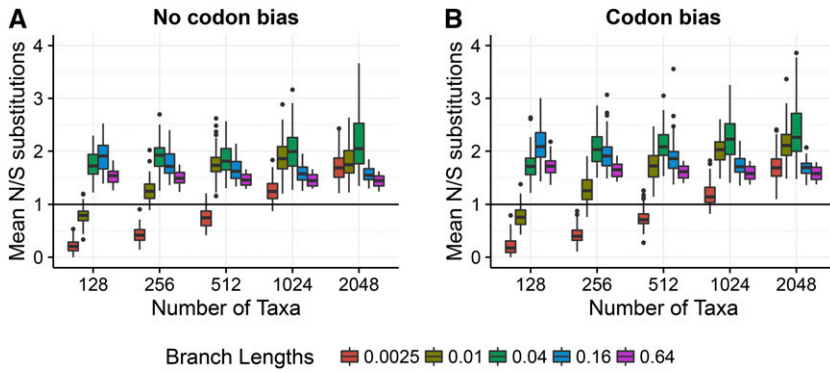 A
No codon bias
Mean N/S substitutions
4
3
2
1
0
128 256 512 1024 2048
Number of Taxa
B
Codon bias
Mean N/S substitutions
4
3
2
1
0
128 256 512 1024 2048
Number of Taxa
Branch Lengths 0.0025 0.01 0.04 0.16 0.64